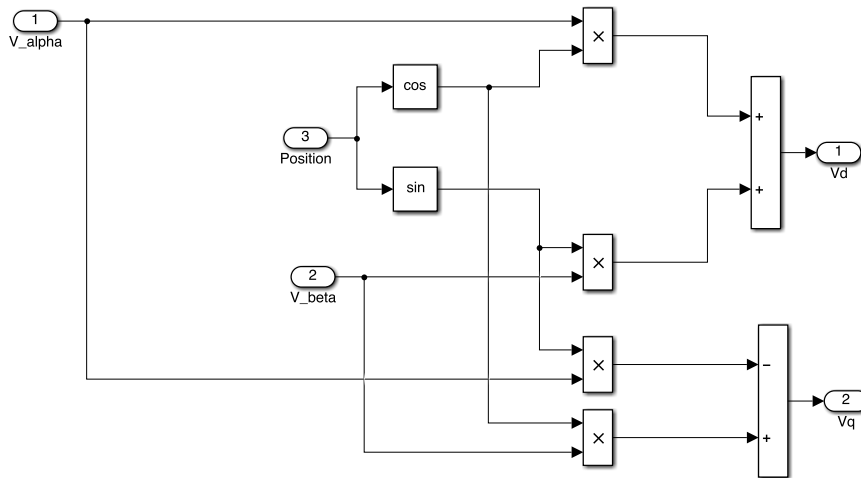 1
V_alpha
×
cos
3
Position
+
1
Vd
sin
+
×
2
V_beta
×
−
2
Vq
×
+